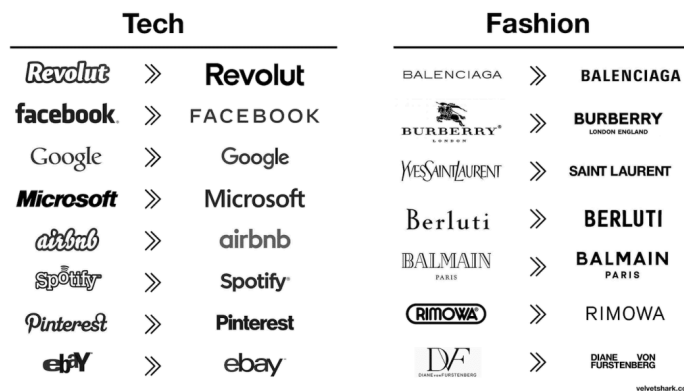 Tech
Revolut
Revolut
facebook.
FACEBOOK
Google
Google
Microsoft
Microsoft
airbnb
airbnb
Spotify
Spotify®
Pinterest
Pinterest
ebaY
ebay
Fashion
BALENCIAGA
BALENCIAGA
BURBERRY®
LONDON
BURBERRY
LONDON ENGLAND
YVESSAINTLAURENT
SAINT LAURENT
Berluti
BERLUTI
BALMAIN
PARIS
BALMAIN
PARIS
RIMOWA
RIMOWA
DVF
DIANE VON FURSTENBERG
DIANE VON
FURSTENBERG